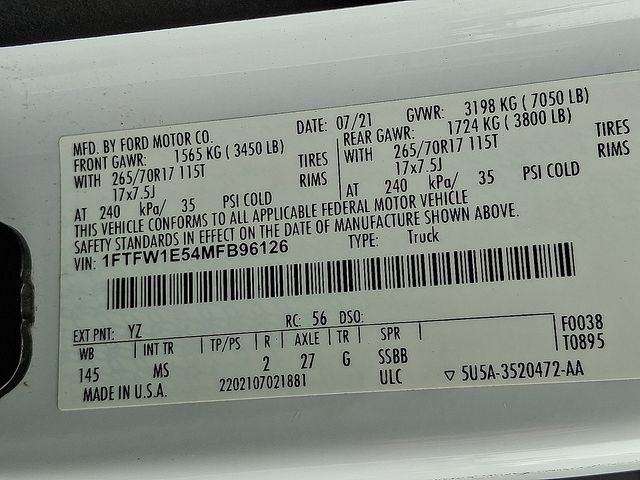 MFD. BY FORD MOTOR CO.
DATE: 07/21 GVWR: 3198 KG ( 7050 LB)
FRONT GAWR: 1565 KG ( 3450 LB) REAR GAWR: 1724 KG ( 3800 LB)
WITH 265/70R17 115T TIRES WITH 265/70R17 115T TIRES
17x7.5J RIMS 17x7.5J RIMS
AT 240 kPa/ 35 PSI COLD AT 240 kPa/ 35 PSI COLD
THIS VEHICLE CONFORMS TO ALL APPLICABLE FEDERAL MOTOR VEHICLE
SAFETY STANDARDS IN EFFECT ON THE DATE OF MANUFACTURE SHOWN ABOVE.
VIN: 1FTFW1E54MFB96126 TYPE: Truck
EXT PNT: YZ RC: 56 DSO: F0038
WB INT TR TP/PS R AXLE TR SPR T0895
145 MS 2 27 G SSBB
MADE IN U.S.A. 2202107021881 ULC ▽ 5U5A-3520472-AA